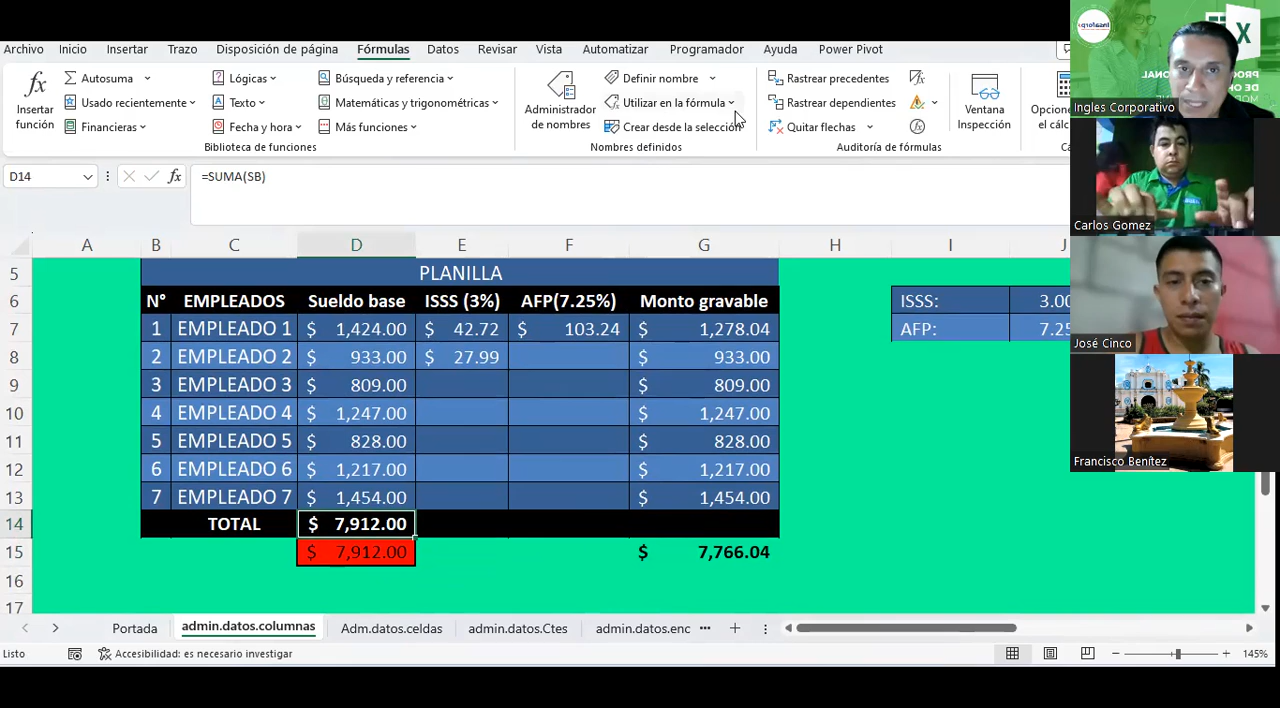 Archivo Inicio Insertar Trazo Disposición de página Fórmulas Datos Revisar Vista Automatizar Programador Ayuda Power Pivot
fx Insertar función
Autosuma
Usado recientemente
Financieras
Lógicas
Texto
Fecha y hora
Búsqueda y referencia
Matemáticas y trigonométricas
Más funciones
Biblioteca de funciones
Administrador de nombres
Definir nombre
Utilizar en la fórmula
Crear desde la selección
Nombres definidos
Rastrear precedentes
Rastrear dependientes
Quitar flechas
Auditoría de fórmulas
Ventana Inspección
D14 fx =SUMA(SB)
A B C D E F G H I J
5 PLANILLA
6 N° EMPLEADOS Sueldo base ISSS (3%) AFP(7.25%) Monto gravable ISSS: 3.00
7 1 EMPLEADO 1 $ 1,424.00 $ 42.72 $ 103.24 $ 1,278.04 AFP: 7.25
8 2 EMPLEADO 2 $ 933.00 $ 27.99 $ 933.00
9 3 EMPLEADO 3 $ 809.00 $ 809.00
10 4 EMPLEADO 4 $ 1,247.00 $ 1,247.00
11 5 EMPLEADO 5 $ 828.00 $ 828.00
12 6 EMPLEADO 6 $ 1,217.00 $ 1,217.00
13 7 EMPLEADO 7 $ 1,454.00 $ 1,454.00
14 TOTAL $ 7,912.00
15 $ 7,912.00 $ 7,766.04
16
17
Portada admin.datos.columnas Adm.datos.celdas admin.datos.Ctes admin.datos.enc
Listo Accesibilidad: es necesario investigar 145%
Ingles Corporativo
Carlos Gomez
José Cinco
Francisco Benítez